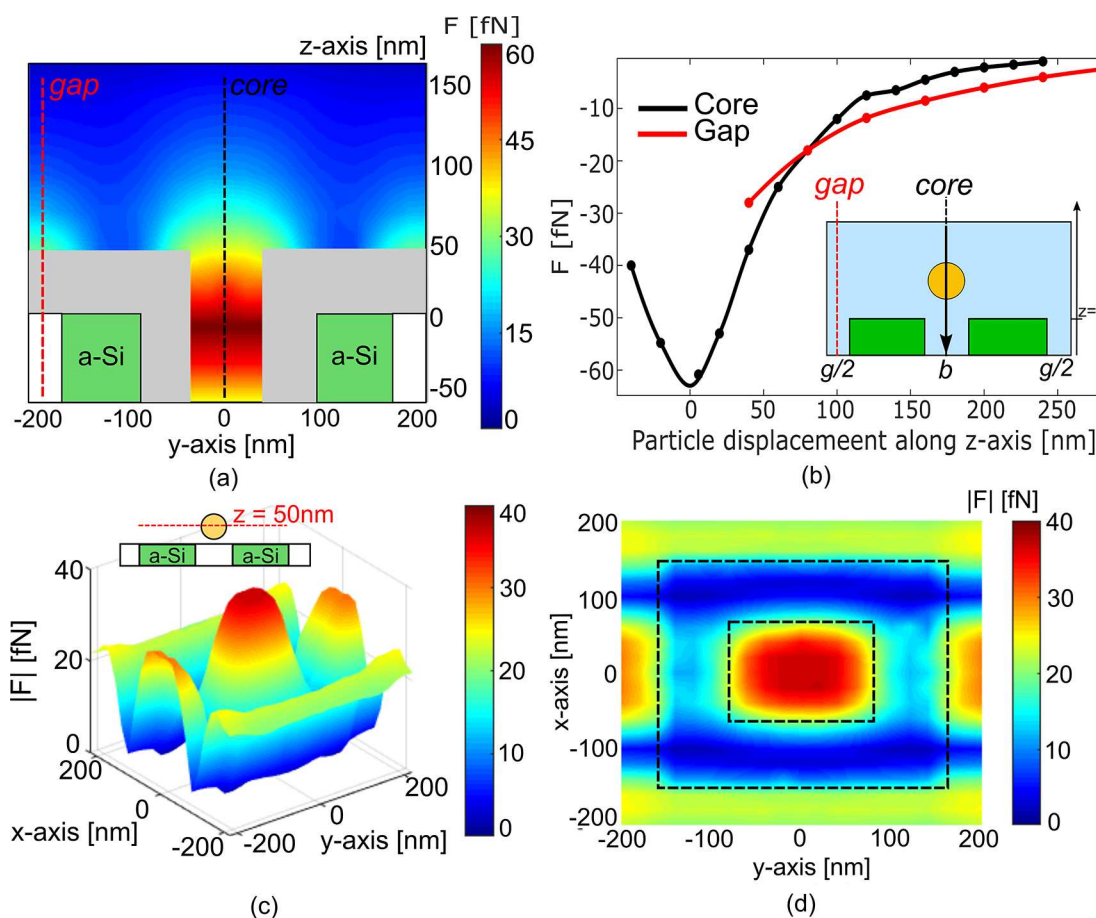 F [fN]
z-axis [nm]
gap
core
60
45
30
15
0
150
100
50
0
-50
a-Si
a-Si
-200
-100
0
100
200
y-axis [nm]
(a)
F [fN]
-10
-20
-30
-40
-50
-60
Core
Gap
gap
core
z=
g/2
b
g/2
0
50
100
150
200
250
Particle displacemeent along z-axis [nm]
(b)
z = 50nm
a-Si
a-Si
|F| [fN]
40
20
0
200
0
-200
x-axis [nm]
-200
0
200
y-axis [nm]
40
30
20
10
0
(c)
|F| [fN]
200
100
0
-100
-200
x-axis [nm]
-200
-100
0
100
200
y-axis [nm]
40
30
20
10
0
(d)